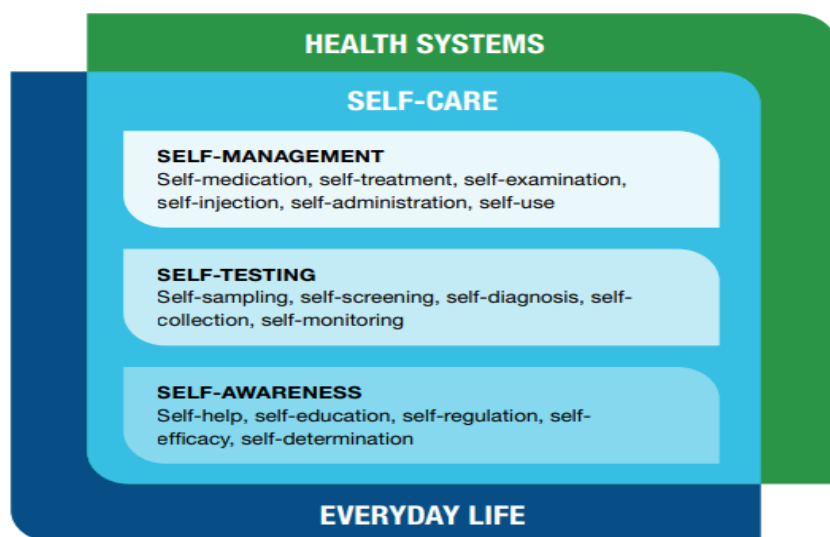 HEALTH SYSTEMS
SELF-CARE
SELF-MANAGEMENT
Self-medication, self-treatment, self-examination,
self-injection, self-administration, self-use
SELF-TESTING
Self-sampling, self-screening, self-diagnosis, self-
collection, self-monitoring
SELF-AWARENESS
Self-help, self-education, self-regulation, self-
efficacy, self-determination
EVERYDAY LIFE